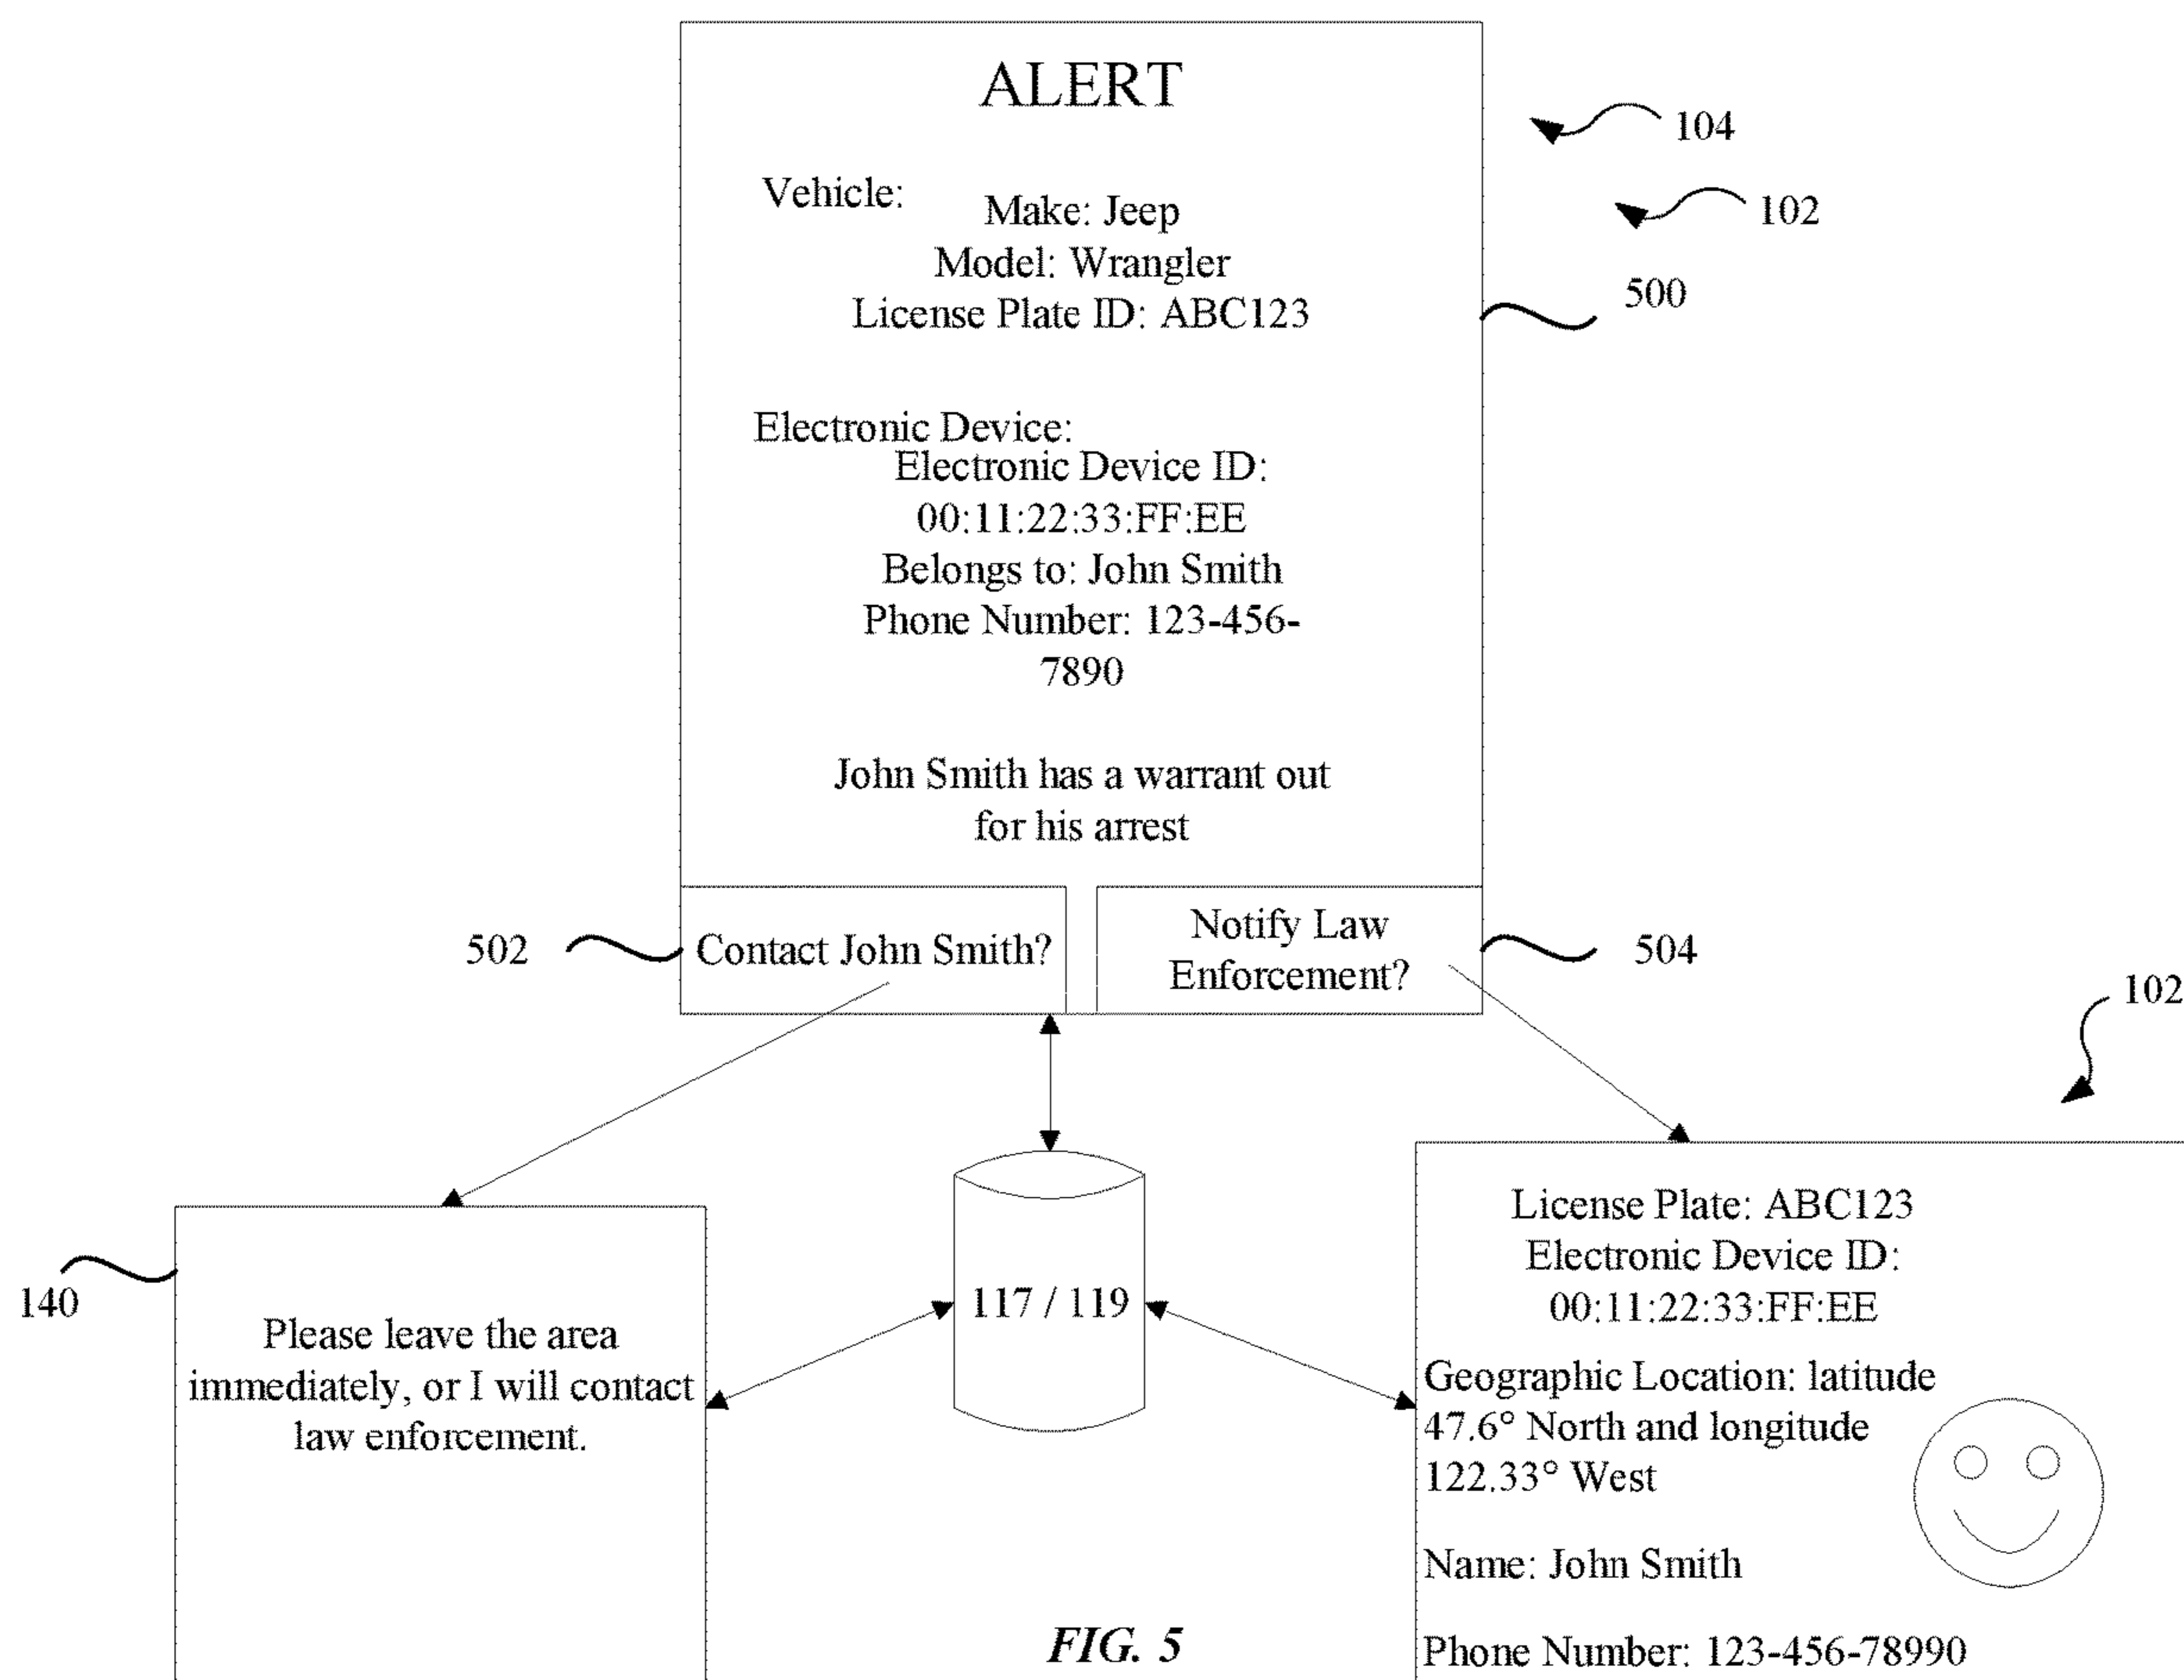 ALERT
104
Vehicle:
Make: Jeep
102
Model: Wrangler
500
License Plate ID: ABC123
Electronic Device:
Electronic Device ID:
00:11:22:33:FF:EE
Belongs to: John Smith
Phone Number: 123-456-
7890
John Smith has a warrant out
for his arrest
502
Contact John Smith?
Notify Law
Enforcement?
504
102
140
Please leave the area
immediately, or I will contact
law enforcement.
117 / 119
License Plate: ABC123
Electronic Device ID:
00:11:22:33:FF:EE
Geographic Location: latitude
47.6° North and longitude
122.33° West
Name: John Smith
Phone Number: 123-456-78990
FIG. 5